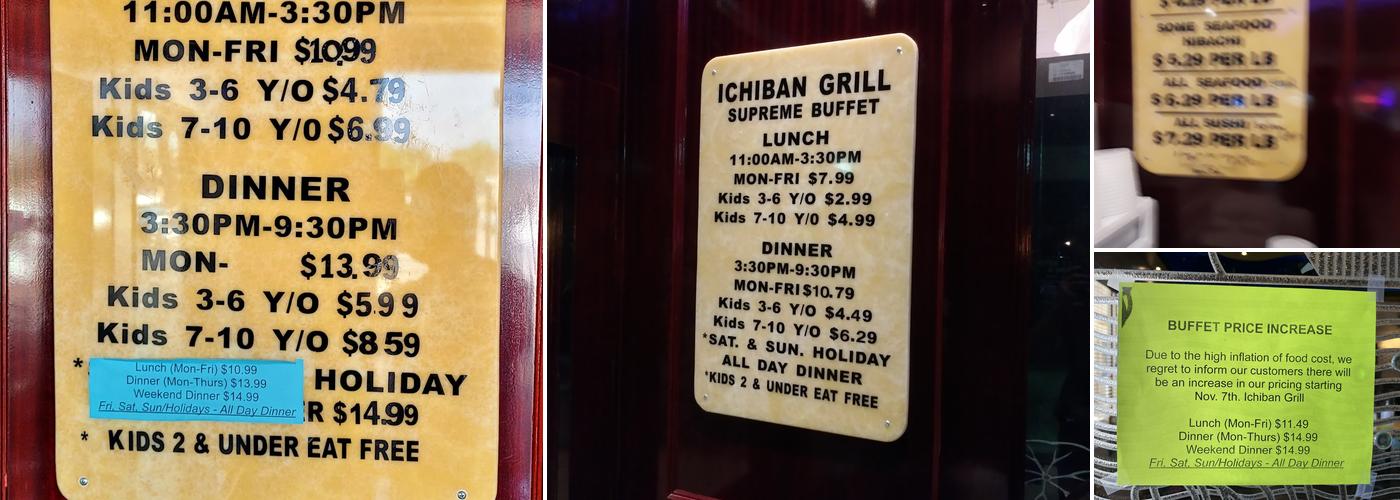 11:00AM-3:30PM
MON-FRI $10.99
Kids 3-6 Y/O $4.79
Kids 7-10 Y/O $6.99
DINNER
3:30PM-9:30PM
MON- $13.99
Kids 3-6 Y/O $5.99
Kids 7-10 Y/O $8 59
* HOLIDAY
Lunch (Mon-Fri) $10.99
Dinner (Mon-Thurs) $13.99
Weekend Dinner $14.99
Fri, Sat, Sun/Holidays - All Day Dinner
ER $14.99
* KIDS 2 & UNDER EAT FREE
ICHIBAN GRILL
SUPREME BUFFET
LUNCH
11:00AM-3:30PM
MON-FRI $7.99
Kids 3-6 Y/O $2.99
Kids 7-10 Y/O $4.99
DINNER
3:30PM-9:30PM
MON-FRI $10.79
Kids 3-6 Y/O $4.49
Kids 7-10 Y/O $6.29
*SAT. & SUN. HOLIDAY
ALL DAY DINNER
*KIDS 2 & UNDER EAT FREE
SOME SEAFOOD
HIBACHI
$5.29 PER LB
ALL SEAFOOD
$6.29 PER LB
ALL SUSHI
$7.29 PER LB
BUFFET PRICE INCREASE
Due to the high inflation of food cost, we
regret to inform our customers there will
be an increase in our pricing starting
Nov. 7th. Ichiban Grill
Lunch (Mon-Fri) $11.49
Dinner (Mon-Thurs) $14.99
Weekend Dinner $14.99
Fri, Sat, Sun/Holidays - All Day Dinner